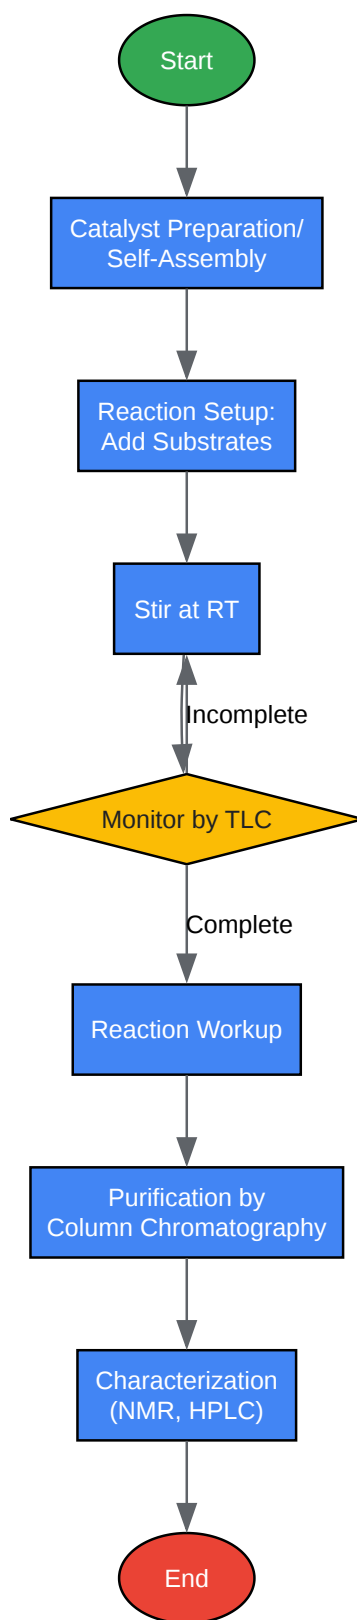 Start
Catalyst Preparation/
Self-Assembly
Reaction Setup:
Add Substrates
Stir at RT
Incomplete
Monitor by TLC
Complete
Reaction Workup
Purification by
Column Chromatography
Characterization
(NMR, HPLC)
End